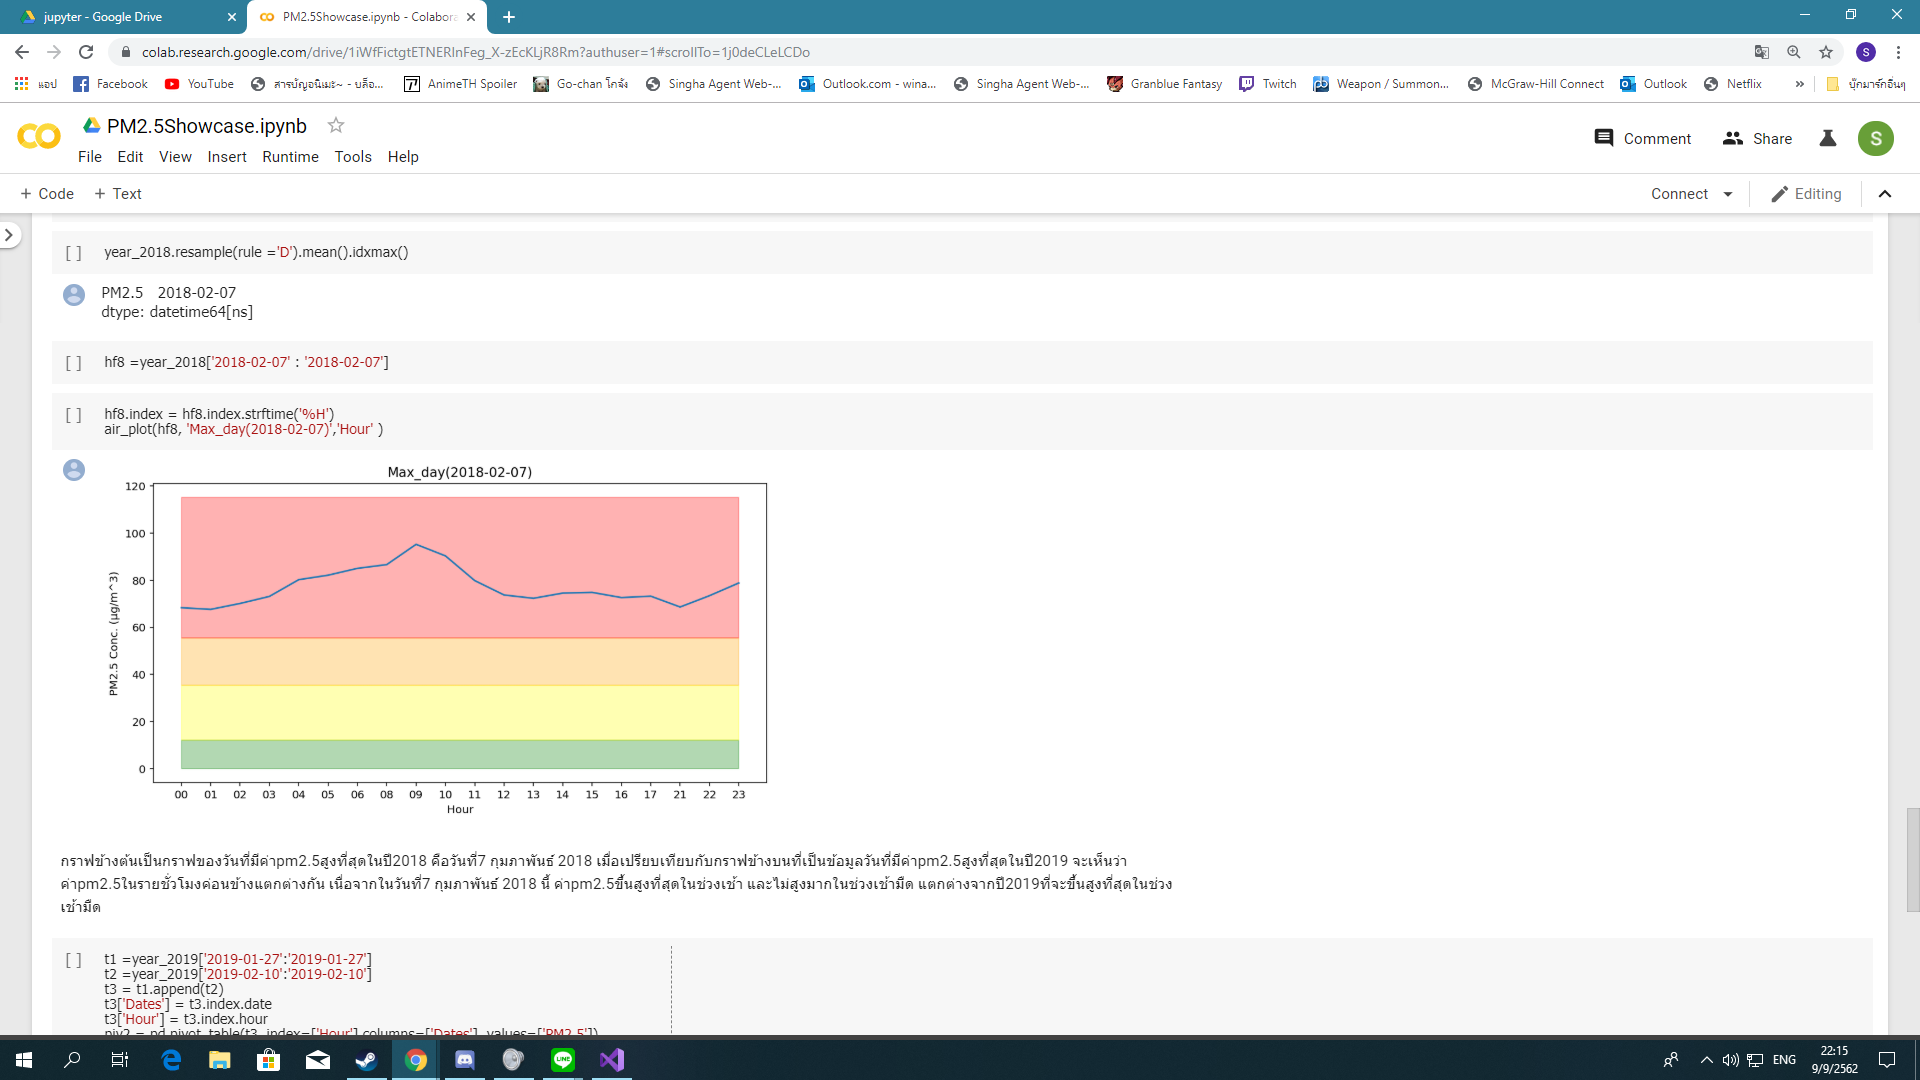 jupyter - Google Drive
PM2.5Showcase.ipynb - Colabora
colab.research.google.com/drive/1iWfFictgtETNERlnFeg_X-zEcKLjR8Rm?authuser=1#scrollTo=1j0deCLeLCDo
S
แอป Facebook YouTube สารบัญอนิเมะ~ - บล็อ... AnimeTH Spoiler Go-chan โกจัง Singha Agent Web-... Outlook.com - wina... Singha Agent Web-... Granblue Fantasy Twitch Weapon / Summon... McGraw-Hill Connect Outlook Netflix » บุ๊กมาร์กอื่นๆ
PM2.5Showcase.ipynb
Comment Share S
File Edit View Insert Runtime Tools Help
+ Code + Text
Connect Editing
[ ] year_2018.resample(rule ='D').mean().idxmax()
PM2.5 2018-02-07
dtype: datetime64[ns]
[ ] hf8 =year_2018['2018-02-07' : '2018-02-07']
[ ] hf8.index = hf8.index.strftime('%H')
air_plot(hf8, 'Max_day(2018-02-07)','Hour' )
Max_day(2018-02-07)
PM2.5 Conc. (µg/m^3)
120
100
80
60
40
20
0
00 01 02 03 04 05 06 08 09 10 11 12 13 14 15 16 17 21 22 23
Hour
กราฟข้างต้นเป็นกราฟของวันที่มีค่าpm2.5สูงที่สุดในปี2018 คือวันที่7 กุมภาพันธ์ 2018 เมื่อเปรียบเทียบกับกราฟข้างบนที่เป็นข้อมูลวันที่มีค่าpm2.5สูงที่สุดในปี2019 จะเห็นว่า
ค่าpm2.5ในรายชั่วโมงค่อนข้างแตกต่างกัน เนื่อจากในวันที่7 กุมภาพันธ์ 2018 นี้ ค่าpm2.5ขึ้นสูงที่สุดในช่วงเช้า และไม่สูงมากในช่วงเช้ามืด แตกต่างจากปี2019ที่จะขึ้นสูงที่สุดในช่วง
เช้ามืด
[ ] t1 =year_2019['2019-01-27':'2019-01-27']
t2 =year_2019['2019-02-10':'2019-02-10']
t3 = t1.append(t2)
t3['Dates'] = t3.index.date
t3['Hour'] = t3.index.hour
piv2 = pd.pivot_table(t3, index=['Hour'],columns=['Dates'], values=['PM2.5'])
LINE
ENG
22:15
9/9/2562